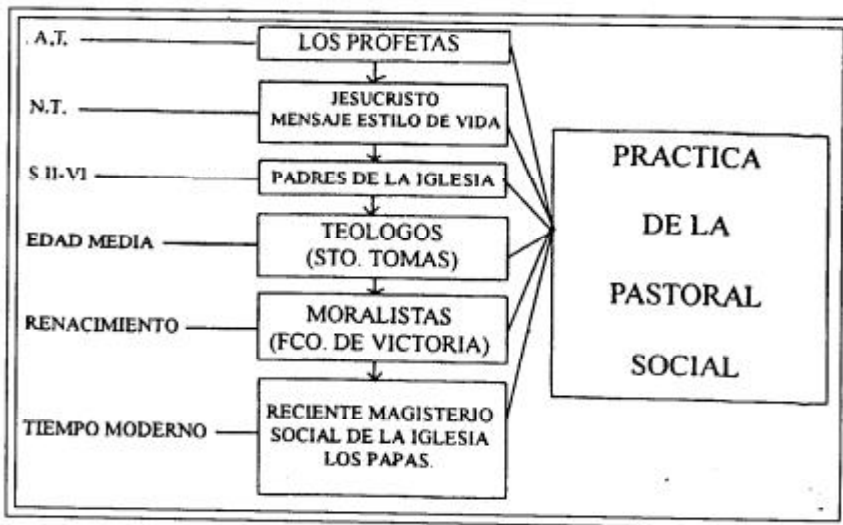 A.T.
LOS PROFETAS
N.T.
JESUCRISTO
MENSAJE ESTILO DE VIDA
S II-VI
PADRES DE LA IGLESIA
EDAD MEDIA
TEOLOGOS
(STO. TOMAS)
RENACIMIENTO
MORALISTAS
(FCO. DE VICTORIA)
TIEMPO MODERNO
RECIENTE MAGISTERIO
SOCIAL DE LA IGLESIA
LOS PAPAS.
PRACTICA
DE LA
PASTORAL
SOCIAL